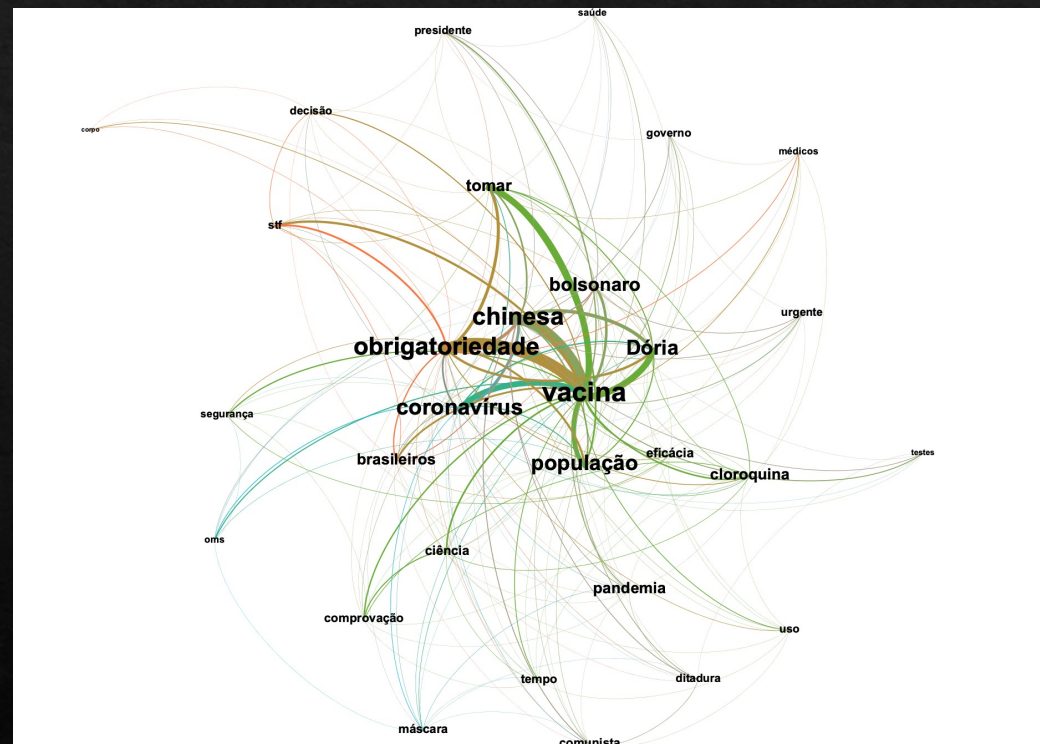 saúde
presidente
decisão
corpo
governo
médicos
tomar
stf
bolsonaro
chinesa
urgente
obrigatoriedade
Dória
vacina
coronavírus
segurança
eficácia
testes
brasileiros
população
cloroquina
oms
ciência
pandemia
comprovação
uso
tempo
ditadura
máscara
comunista